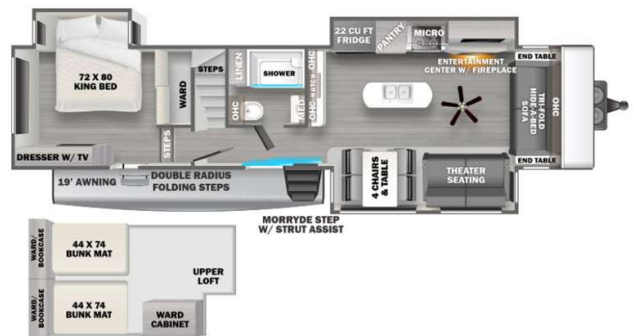 22 CU FT
FRIDGE
PANTRY
MICRO
ENTERTAINMENT
CENTER W/ FIREPLACE
END TABLE
72 X 80
KING BED
WARD
STEPS
LINEN
SHOWER
OHC
HUTCH
OHC
OHC
MED
TRI-FOLD
HIDE-A-BED
SOFA
OHC
STEPS
END TABLE
DRESSER W/ TV
19' AWNING
DOUBLE RADIUS
FOLDING STEPS
4 CHAIRS
& TABLE
THEATER
SEATING
MORRYDE STEP
W/ STRUT ASSIST
WARD/
BOOKCASE
44 X 74
BUNK MAT
UPPER
LOFT
WARD/
BOOKCASE
44 X 74
BUNK MAT
WARD
CABINET